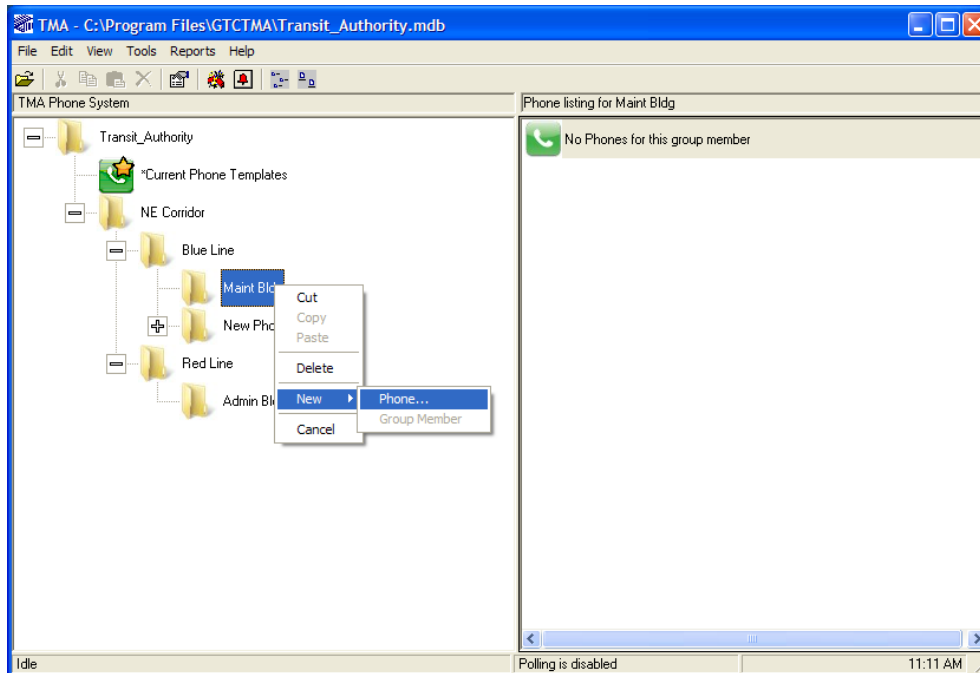 TMA - C:\Program Files\GTCTMA\Transit_Authority.mdb
File Edit View Tools Reports Help
TMA Phone System
Phone listing for Maint Bldg
Transit_Authority
*Current Phone Templates
NE Corridor
Blue Line
Maint Bld
New Pho
Red Line
Admin Bl
Cut
Copy
Paste
Delete
New
Cancel
Phone...
Group Member
No Phones for this group member
Idle
Polling is disabled
11:11 AM